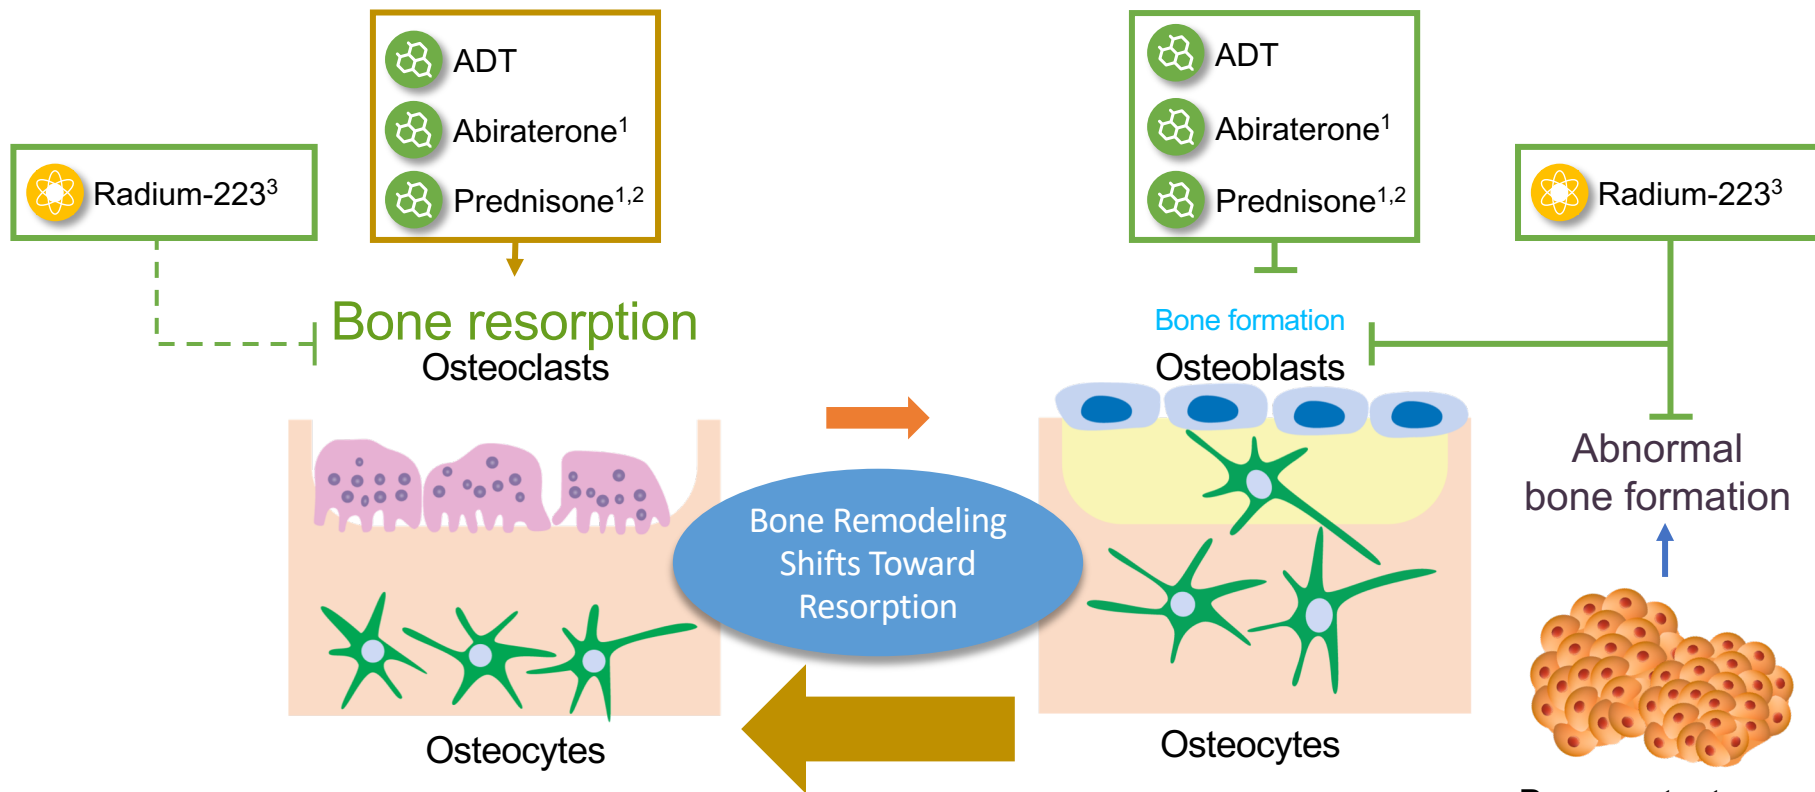 ADT
Abiraterone¹
Prednisone¹,²
Radium-223³
ADT
Abiraterone¹
Prednisone¹,²
Radium-223³
Bone resorption
Osteoclasts
Bone formation
Osteoblasts
Abnormal
bone formation
Bone Remodeling
Shifts Toward
Resorption
Osteocytes
Osteocytes